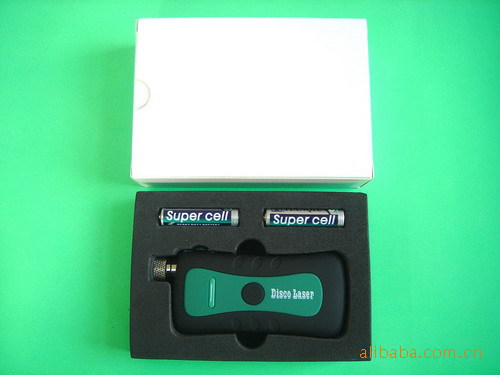 Super cell
Super cell
Disco Laser
alibaba.com.cn